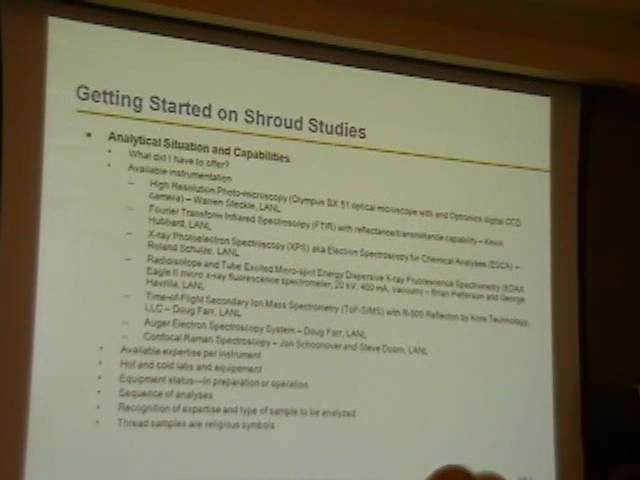 Getting Started on Shroud Studies
Analytical Situation and Capabilities
What did I have to offer?
Available instrumentation
High Resolution Photo-microscopy (Olympus BX 51 optical microscope with and Optronics digital CCD
camera) – Warren Steckle, LANL
Fourier Transform Infrared Spectroscopy (FTIR) with reflectance/transmittance capability – Kevin
Hubbard, LANL
X-ray Photoelectron Spectroscopy (XPS) aka Electron Spectroscopy for Chemical Analyses (ESCA) –
Roland Schulze, LANL
Radioisotope and Tube Excited Micro-spot Energy Dispersive X-ray Fluorescence Spectrometry (EDAX
Eagle II micro x-ray fluorescence spectrometer, 20 kV, 400 mA, vacuum) – Brian Patterson and George
Havrilla, LANL
Time-of-Flight Secondary Ion Mass Spectrometry (ToF-SIMS) with R-500 Reflectron by Kore Technology,
LLC – Doug Farr, LANL
Auger Electron Spectroscopy System – Doug Farr, LANL
Confocal Raman Spectroscopy – Jon Schoonover and Steve Doorn, LANL
Available expertise per instrument
Hot and cold labs and equipement
Equipment status—in preparation or operation
Sequence of analyses
Recognition of expertise and type of sample to be analyzed
Thread samples are religious symbols